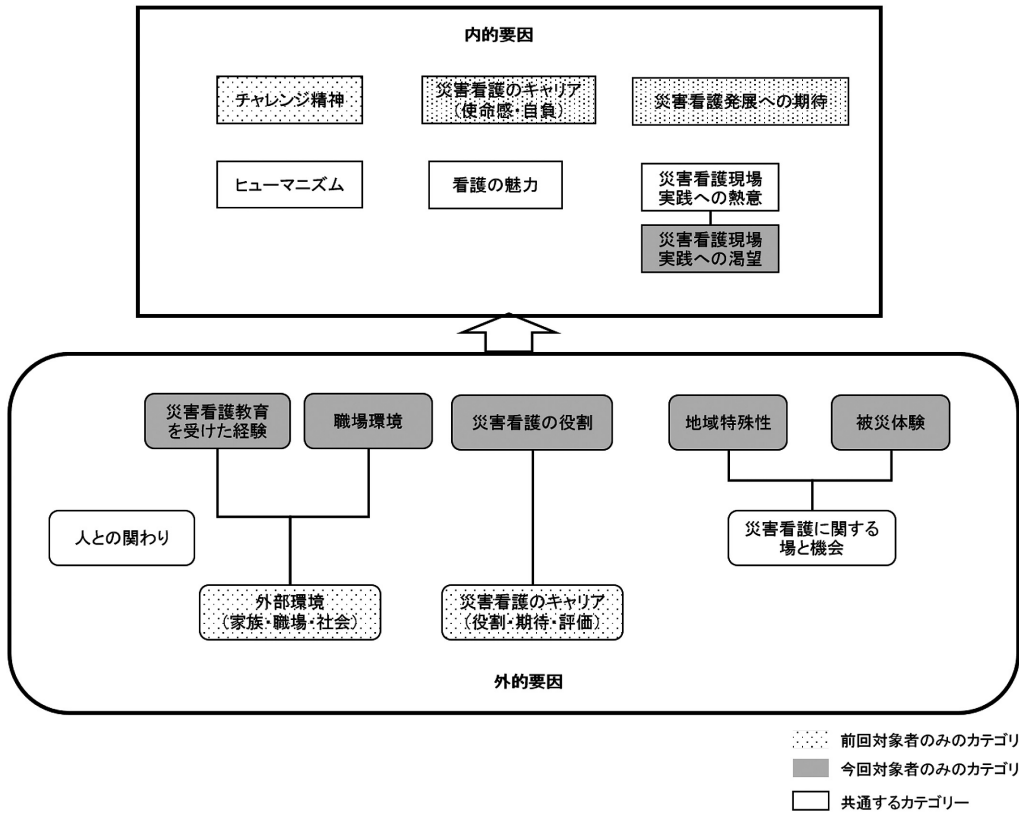 内的要因
チャレンジ精神
災害看護のキャリア
(使命感・自負)
災害看護発展への期待
ヒューマニズム
看護の魅力
災害看護現場
実践への熱意
災害看護現場
実践への渇望
災害看護教育
を受けた経験
職場環境
災害看護の役割
地域特殊性
被災体験
人との関わり
災害看護に関する
場と機会
外部環境
(家族・職場・社会)
災害看護のキャリア
(役割・期待・評価)
外的要因
前回対象者のみのカテゴリ
今回対象者のみのカテゴリ
共通するカテゴリー